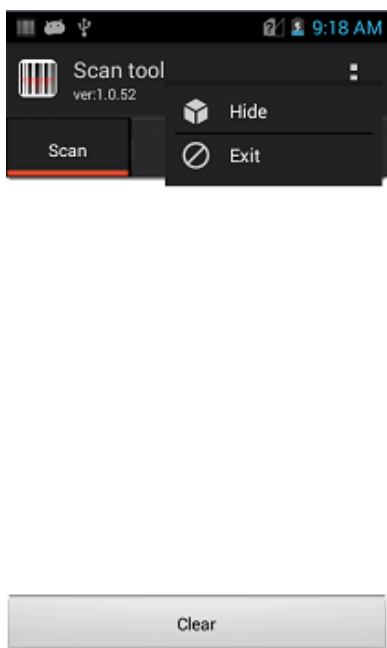 9:18 AM
Scan tool
ver:1.0.52
Hide
Scan
Exit
Clear